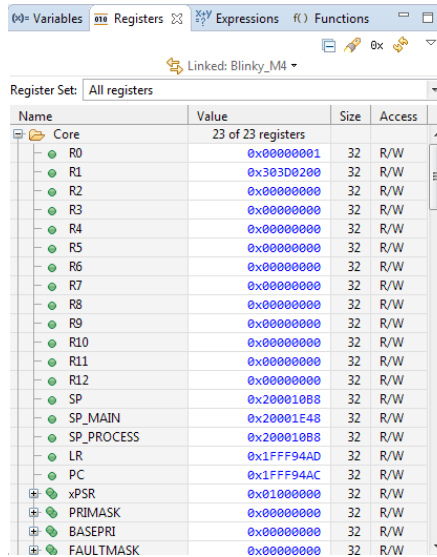 (x)= Variables 010 Registers x+y? Expressions f() Functions
0x
Linked: Blinky_M4
Register Set: All registers
Name Value Size Access
Core 23 of 23 registers
R0 0x00000001 32 R/W
R1 0x303D0200 32 R/W
R2 0x00000000 32 R/W
R3 0x00000000 32 R/W
R4 0x00000000 32 R/W
R5 0x00000000 32 R/W
R6 0x00000000 32 R/W
R7 0x00000000 32 R/W
R8 0x00000000 32 R/W
R9 0x00000000 32 R/W
R10 0x00000000 32 R/W
R11 0x00000000 32 R/W
R12 0x00000000 32 R/W
SP 0x200010B8 32 R/W
SP_MAIN 0x20001E48 32 R/W
SP_PROCESS 0x200010B8 32 R/W
LR 0x1FFF94AD 32 R/W
PC 0x1FFF94AC 32 R/W
xPSR 0x01000000 32 R/W
PRIMASK 0x00000000 32 R/W
BASEPRI 0x00000000 32 R/W
FAULTMASK 0x00000000 32 R/W